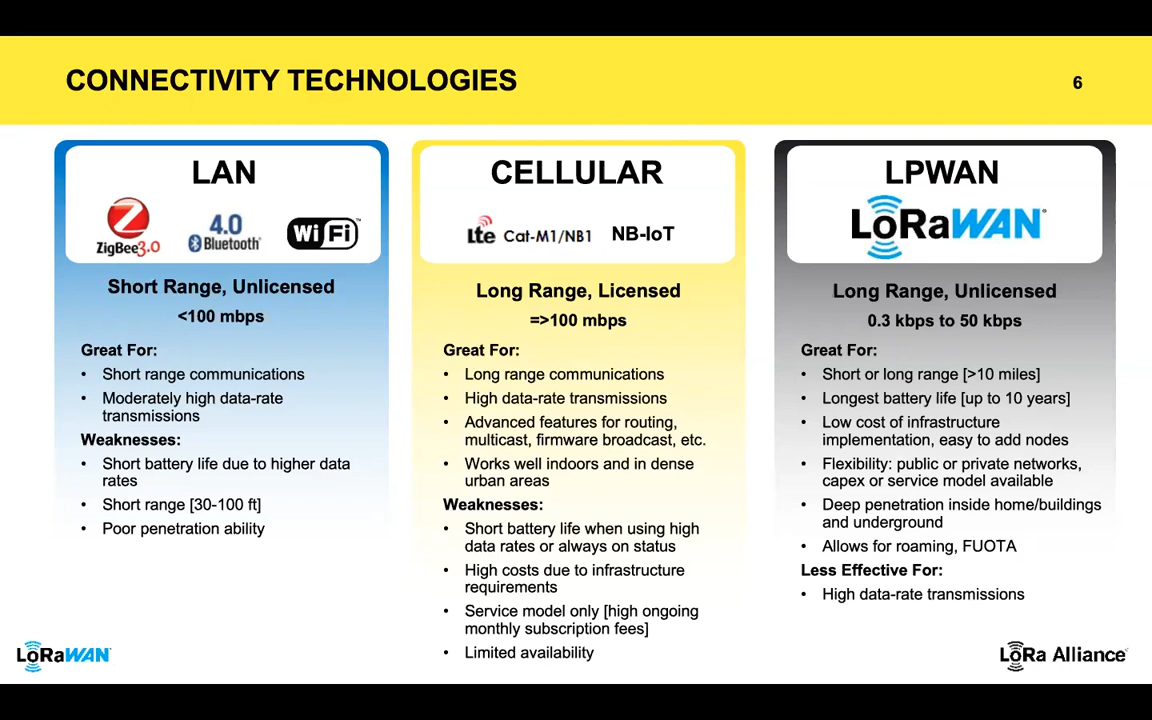 CONNECTIVITY TECHNOLOGIES
6
LAN
ZigBee3.0
4.0
Bluetooth®
WiFi™
Short Range, Unlicensed
<100 mbps
Great For:
• Short range communications
• Moderately high data-rate
transmissions
Weaknesses:
• Short battery life due to higher data
rates
• Short range [30-100 ft]
• Poor penetration ability
CELLULAR
lte Cat-M1/NB1 NB-IoT
Long Range, Licensed
=>100 mbps
Great For:
• Long range communications
• High data-rate transmissions
• Advanced features for routing,
multicast, firmware broadcast, etc.
• Works well indoors and in dense
urban areas
Weaknesses:
• Short battery life when using high
data rates or always on status
• High costs due to infrastructure
requirements
• Service model only [high ongoing
monthly subscription fees]
• Limited availability
LPWAN
LoRaWAN®
Long Range, Unlicensed
0.3 kbps to 50 kbps
Great For:
• Short or long range [>10 miles]
• Longest battery life [up to 10 years]
• Low cost of infrastructure
implementation, easy to add nodes
• Flexibility: public or private networks,
capex or service model available
• Deep penetration inside home/buildings
and underground
• Allows for roaming, FUOTA
Less Effective For:
• High data-rate transmissions
LoRaWAN
LoRa Alliance